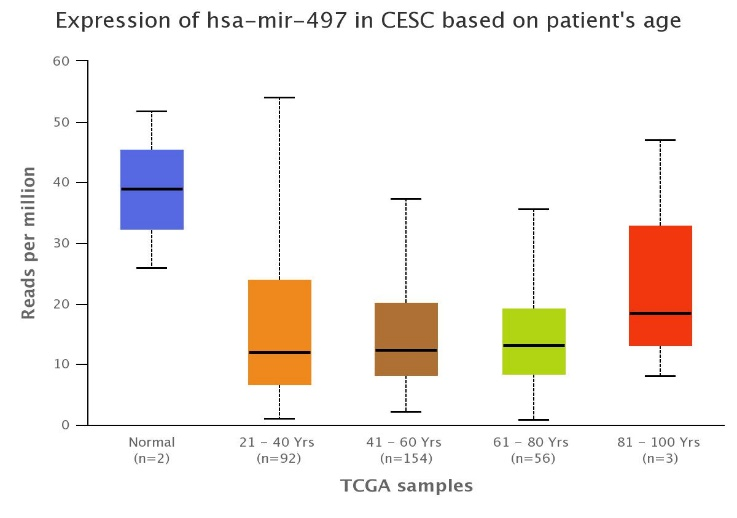 Expression of hsa-mir-497 in CESC based on patient's age
Reads per million
60
50
40
30
20
10
0
Normal
(n=2)
21 - 40 Yrs
(n=92)
41 - 60 Yrs
(n=154)
61 - 80 Yrs
(n=56)
81 - 100 Yrs
(n=3)
TCGA samples